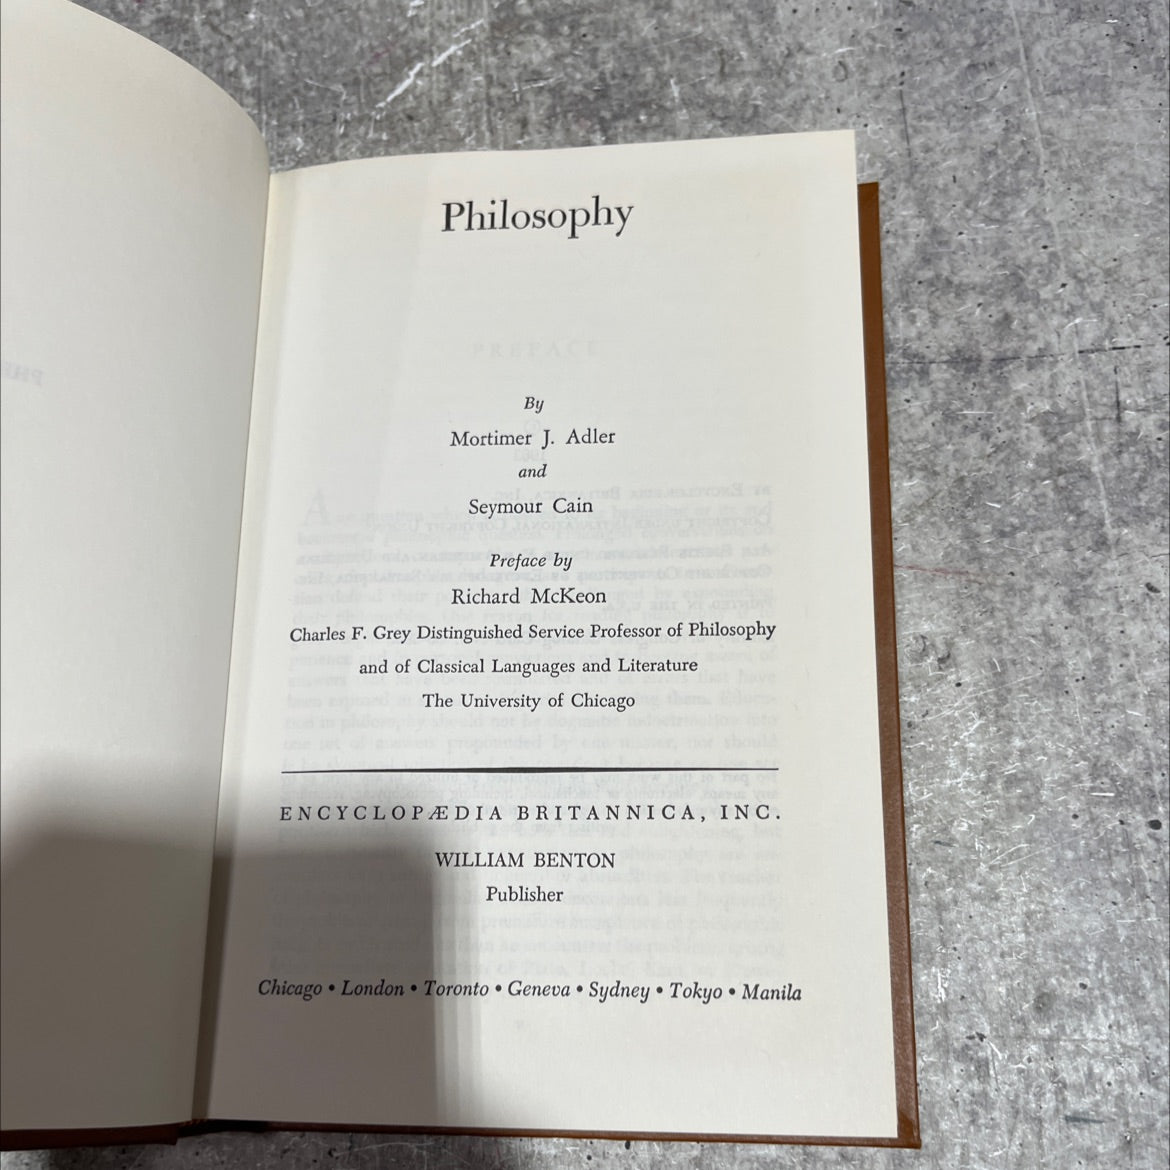 Philosophy
By
Mortimer J. Adler
and
Seymour Cain
Preface by
Richard McKeon
Charles F. Grey Distinguished Service Professor of Philosophy
and of Classical Languages and Literature
The University of Chicago
ENCYCLOPÆDIA BRITANNICA, INC.
WILLIAM BENTON
Publisher
Chicago • London • Toronto • Geneva • Sydney • Tokyo • Manila
PREFACE